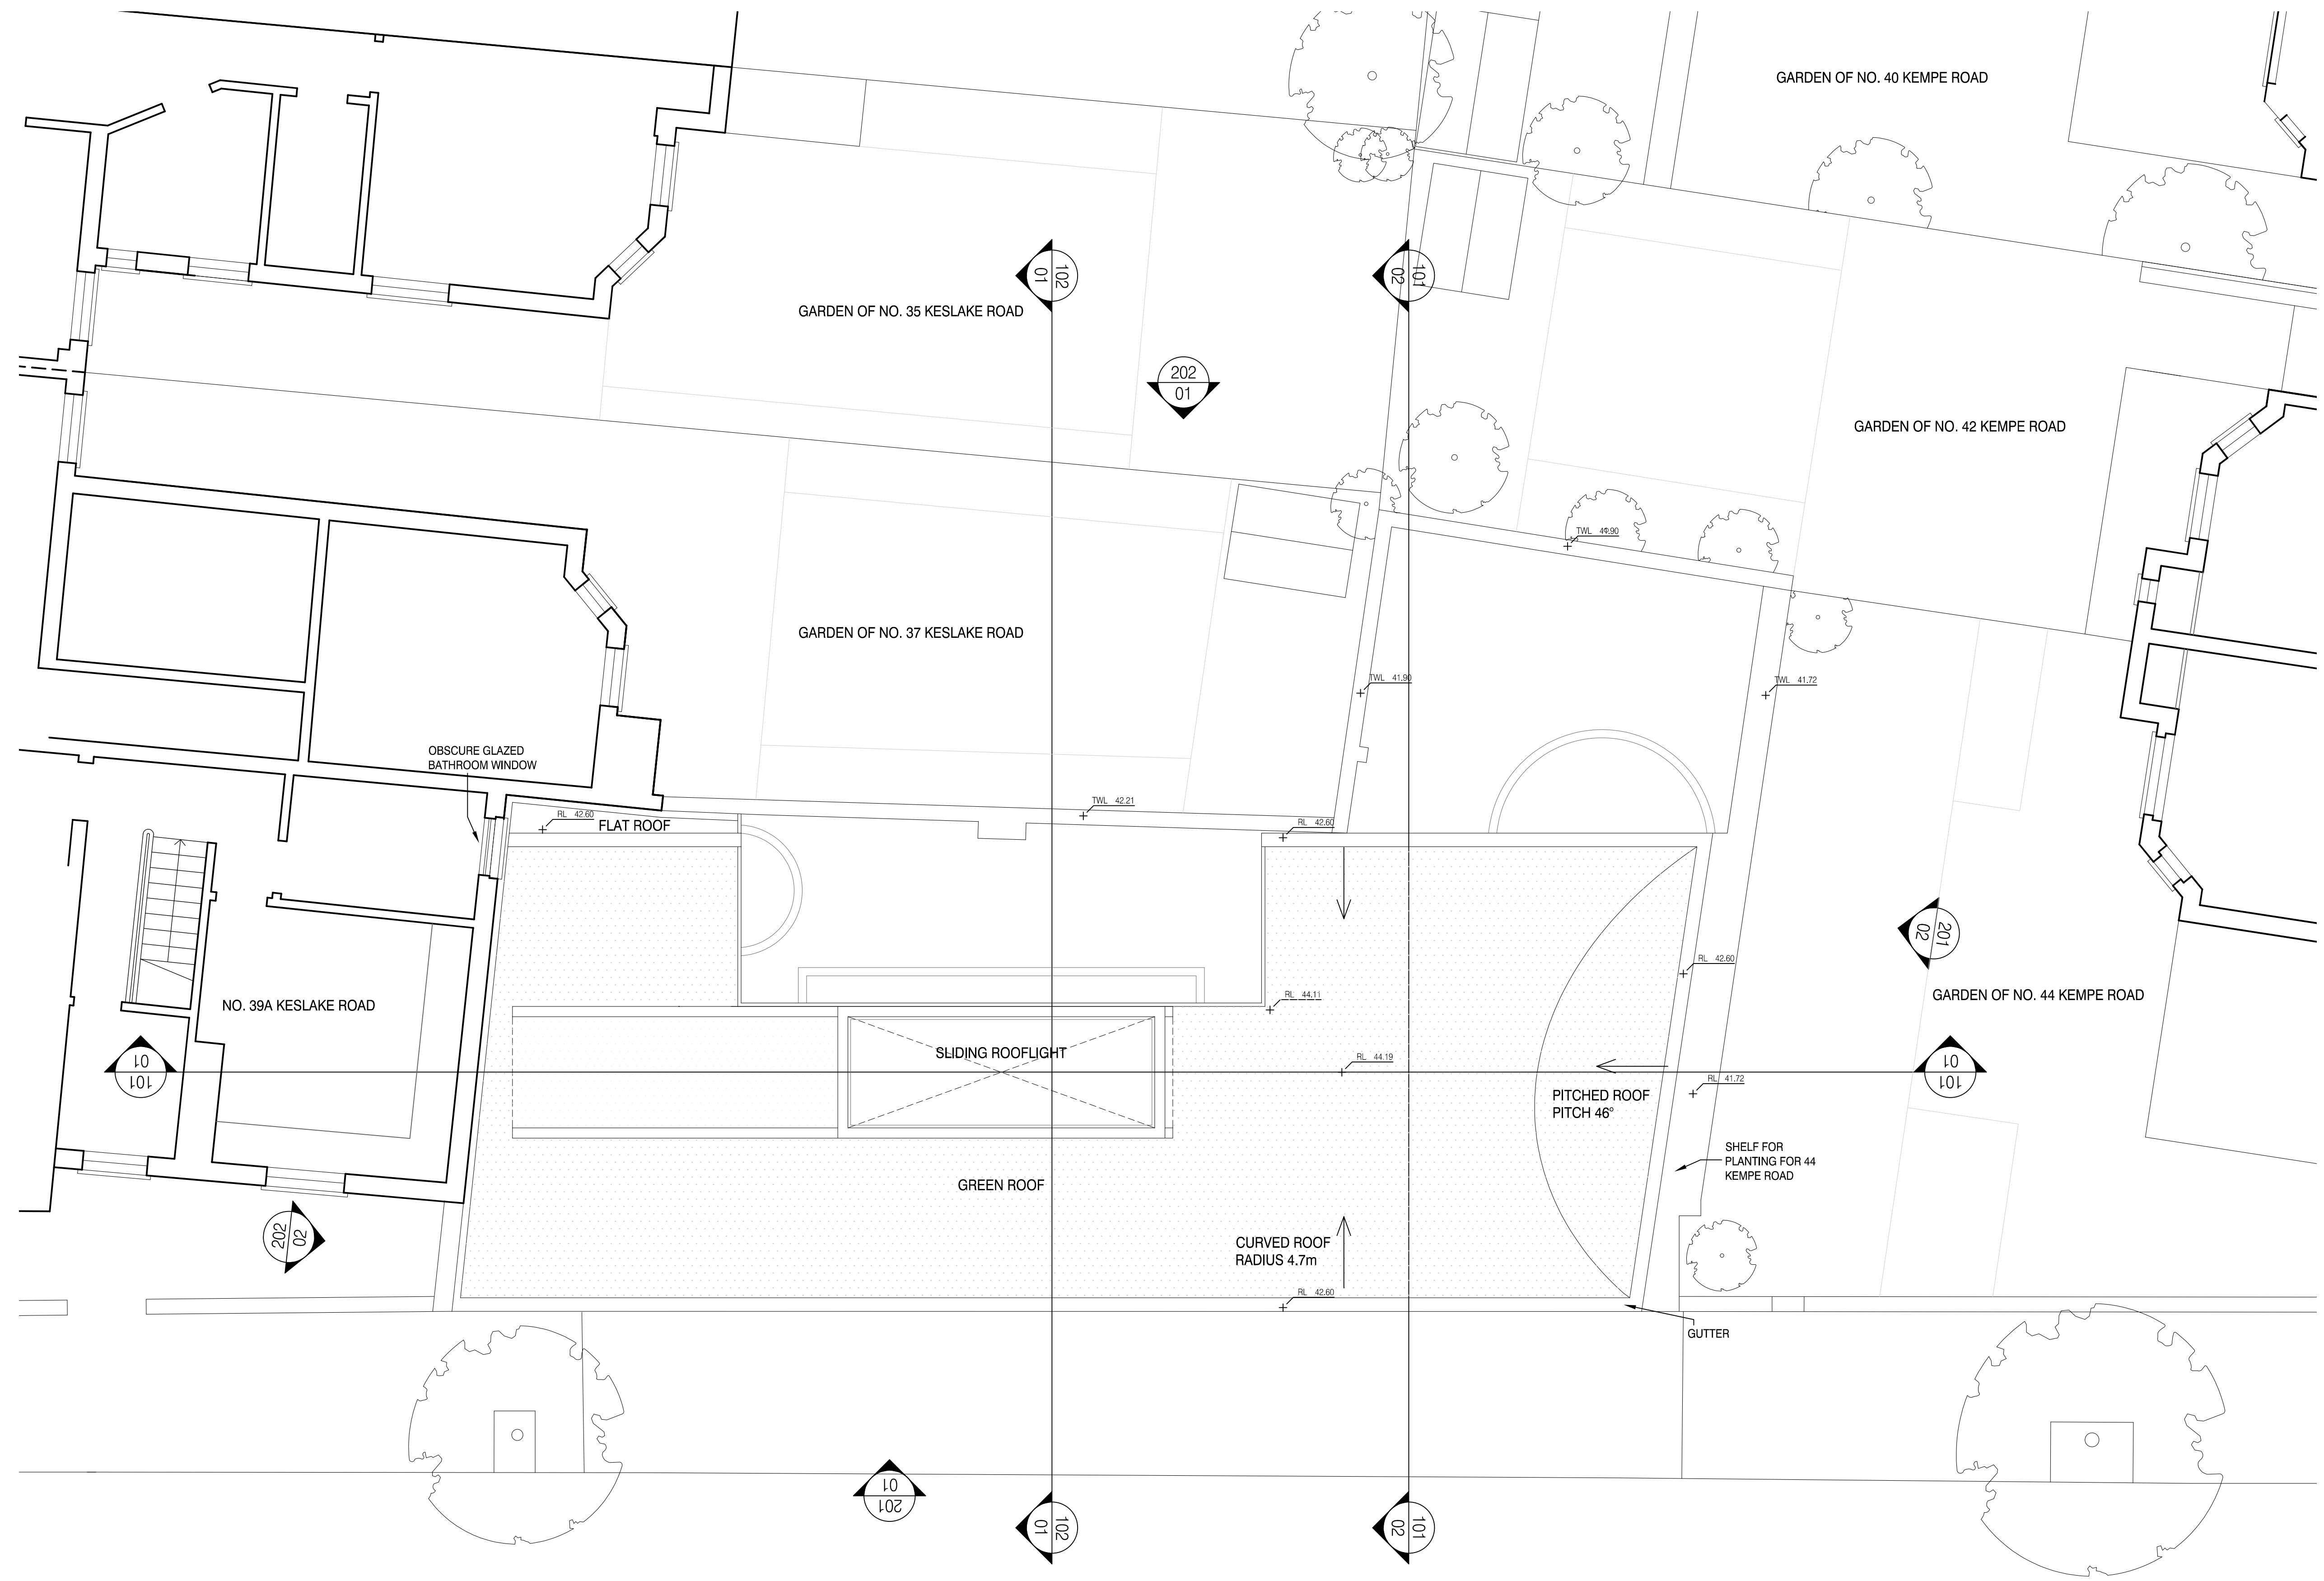 GARDEN OF NO. 40 KEMPE ROAD
102
01
101
02
GARDEN OF NO. 35 KESLAKE ROAD
202
01
GARDEN OF NO. 42 KEMPE ROAD
TWL
GARDEN OF NO. 37 KESLAKE ROAD
TWL 41.90
TWL 41.72
OBSCURE GLAZED
BATHROOM WINDOW
TWL 42.21
RL 42.60
FLAT ROOF
RL 42.60
201
02
RL 42.60
GARDEN OF NO. 44 KEMPE ROAD
RL 44.11
NO. 39A KESLAKE ROAD
SLIDING ROOFLIGHT
RL 44.19
01
101
01
101
RL 41.72
PITCHED ROOF
PITCH 46°
SHELF FOR
PLANTING FOR 44
KEMPE ROAD
GREEN ROOF
202
02
CURVED ROOF
RADIUS 4.7m
RL 42.60
GUTTER
01
201
102
01
101
02